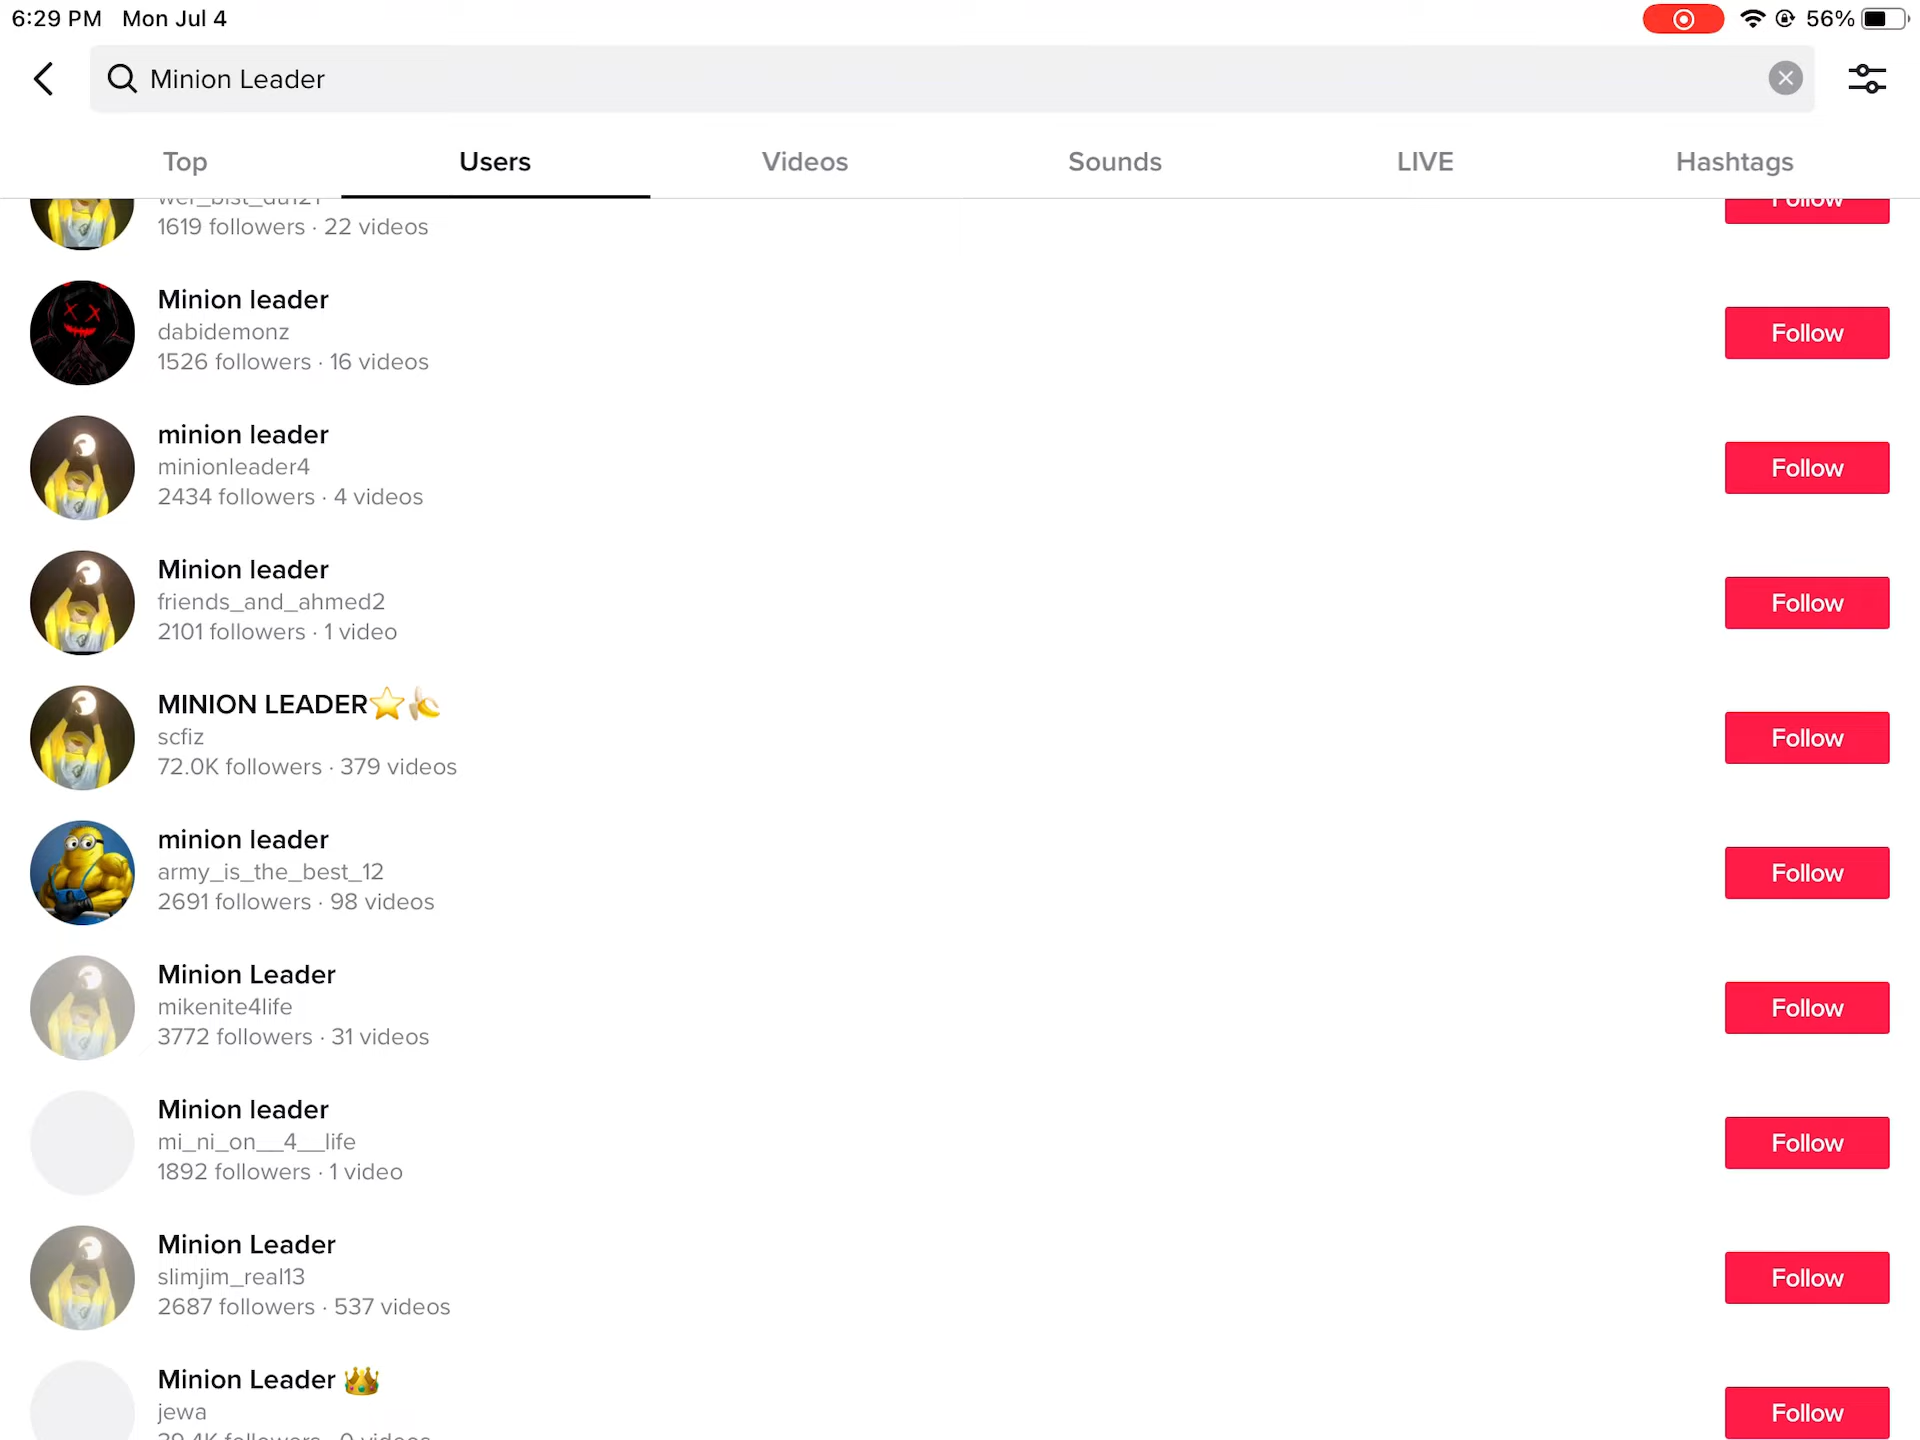 6:29 PM Mon Jul 4 56%
Minion Leader
Top Users Videos Sounds LIVE Hashtags
1619 followers · 22 videos
Follow
Minion leader
dabidemonz
1526 followers · 16 videos
Follow
minion leader
minionleader4
2434 followers · 4 videos
Follow
Minion leader
friends_and_ahmed2
2101 followers · 1 video
Follow
MINION LEADER⭐🍌
scfiz
72.0K followers · 379 videos
Follow
minion leader
army_is_the_best_12
2691 followers · 98 videos
Follow
Minion Leader
mikenite4life
3772 followers · 31 videos
Follow
Minion leader
mi_ni_on__4__life
1892 followers · 1 video
Follow
Minion Leader
slimjim_real13
2687 followers · 537 videos
Follow
Minion Leader 👑
jewa
Follow